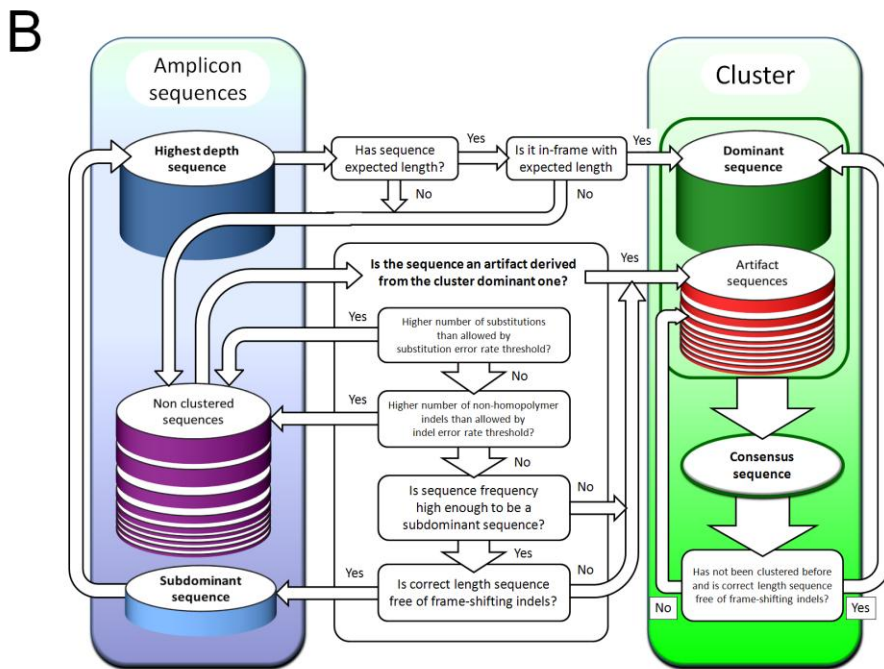 B
Amplicon
sequences
Cluster
Highest depth
sequence
Has sequence
expected length?
Yes
Is it in-frame with
expected length
Yes
Dominant
sequence
No
No
Is the sequence an artifact derived
from the cluster dominant one?
Yes
Artifact
sequences
Yes
Higher number of substitutions
than allowed by
substitution error rate threshold?
No
Non clustered
sequences
Yes
Higher number of non-homopolymer
indels than allowed by
indel error rate threshold?
No
Consensus
sequence
Is sequence frequency
high enough to be a
subdominant sequence?
No
Yes
Subdominant
sequence
Yes
Is correct length sequence
free of frame-shifting indels?
No
Has not been clustered before
and is correct length sequence
free of frame-shifting indels?
No
Yes